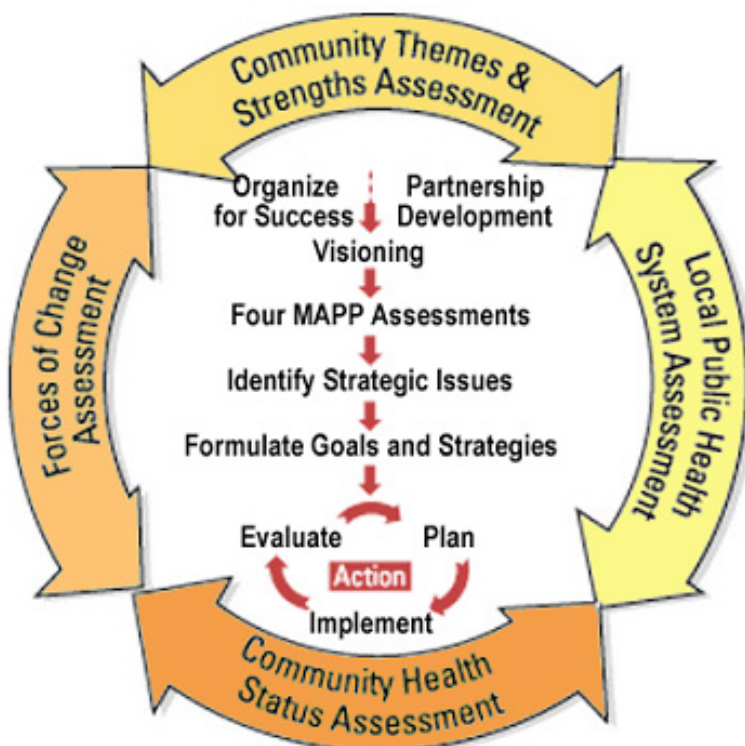 Community Themes &
Strengths Assessment
Organize
for Success
Partnership
Development
Visioning
Four MAPP Assessments
Identify Strategic Issues
Formulate Goals and Strategies
Evaluate
Plan
Action
Implement
Forces of Change
Assessment
Local Public Health
System Assessment
Community Health
Status Assessment